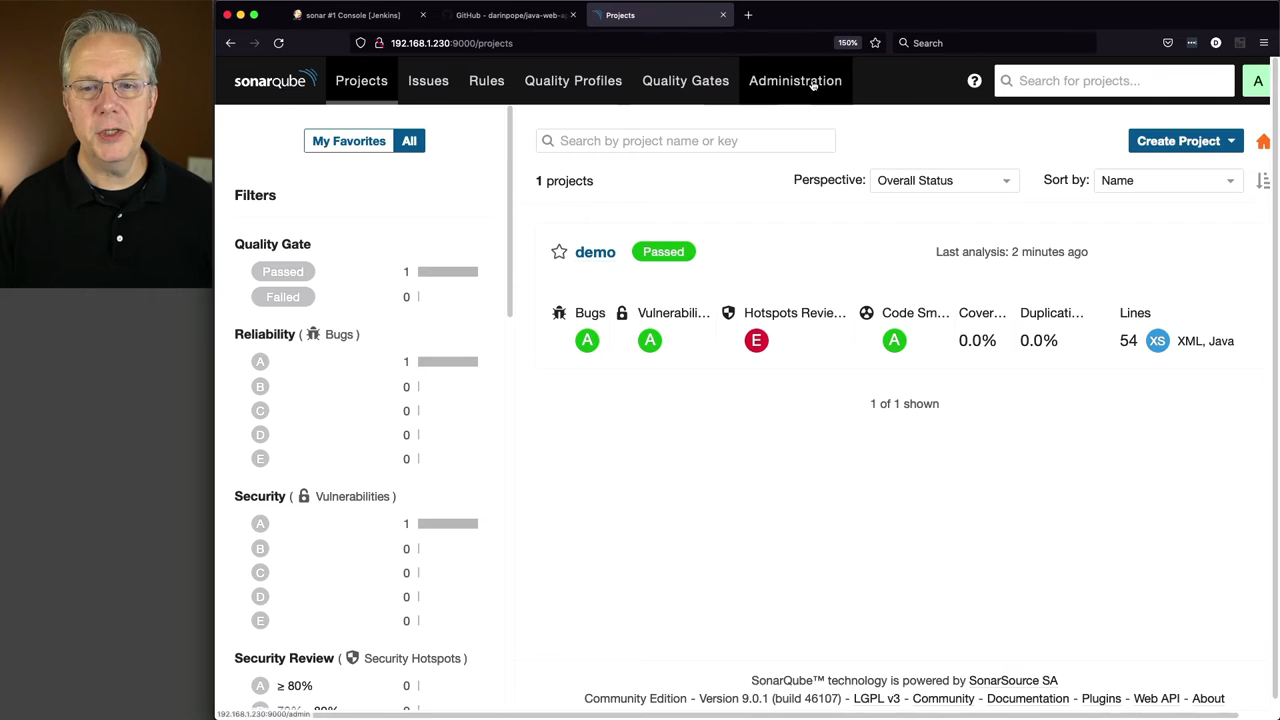 sonar #1 Console [Jenkins]
GitHub - darinpope/java-web-ap
Projects
192.168.1.230:9000/projects
150%
Search
sonarqube
Projects
Issues
Rules
Quality Profiles
Quality Gates
Administration
Search for projects...
A
My Favorites
All
Search by project name or key
Create Project
1 projects
Perspective:
Overall Status
Sort by:
Name
Filters
Quality Gate
Passed 1
Failed 0
Reliability ( Bugs )
A 1
B 0
C 0
D 0
E 0
Security ( Vulnerabilities )
A 1
B 0
C 0
D 0
E 0
Security Review ( Security Hotspots )
A ≥ 80% 0
demo
Passed
Last analysis: 2 minutes ago
Bugs
Vulnerabili...
Hotspots Revie...
Code Sm...
Cover...
Duplicati...
Lines
A
A
E
A
0.0%
0.0%
54 XS XML, Java
1 of 1 shown
SonarQube™ technology is powered by SonarSource SA
Community Edition - Version 9.0.1 (build 46107) - LGPL v3 - Community - Documentation - Plugins - Web API - About
192.168.1.230:9000/admin